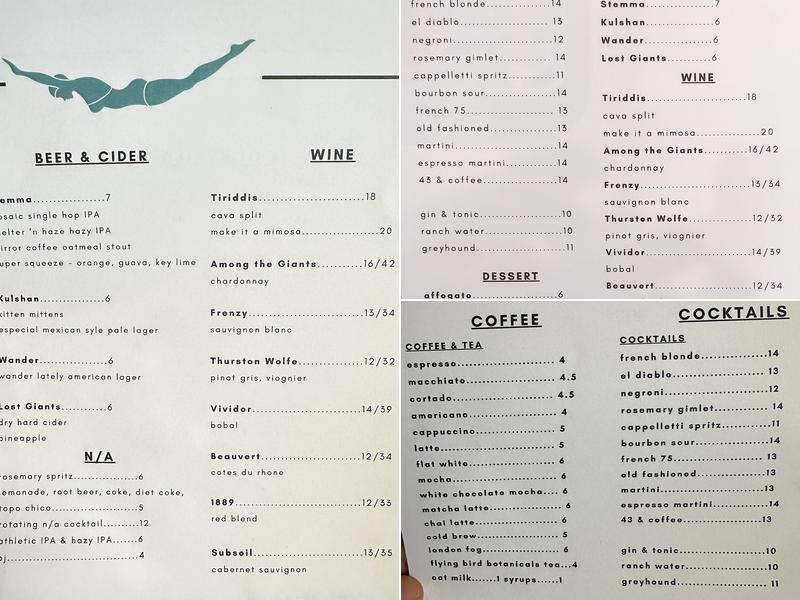 BEER & CIDER
emma....................7
osaic single hop IPA
elter 'n haze hazy IPA
irror coffee oatmeal stout
uper squeeze - orange, guava, key lime
Kulshan..................6
kitten mittens
especial mexican syle pale lager
Wander...................6
wander lately american lager
Lost Giants............6
dry hard cider
pineapple
N/A
rosemary spritz..............6
emonade, root beer, coke, diet coke,
topo chico...................5
rotating n/a cocktail..........12
athletic IPA & hazy IPA......6
oj..........................4
WINE
Tiriddis.........................18
cava split
make it a mimosa..................20
Among the Giants...........16/42
chardonnay
Frenzy............................13/34
sauvignon blanc
Thurston Wolfe...............12/32
pinot gris, viognier
Vividor..........................14/39
bobal
Beauvert.......................12/34
cotes du rhone
1889.............................12/33
red blend
Subsoil..........................13/35
cabernet sauvignon
french blonde................14
el diablo.................... 13
negroni......................12
rosemary gimlet........... 14
cappelletti spritz............11
bourbon sour.................14
french 75................... 13
old fashioned................13
martini......................14
espresso martini.............14
43 & coffee..................14
gin & tonic...................10
ranch water..................10
greyhound....................11
DESSERT
affogato....................6
Stemma....................7
Kulshan...................6
Wander....................6
Lost Giants...............6
WINE
Tiriddis.........................18
cava split
make it a mimosa..................20
Among the Giants...........16/42
chardonnay
Frenzy..........................13/34
sauvignon blanc
Thurston Wolfe...............12/32
pinot gris, viognier
Vividor..........................14/39
bobal
Beauvert.......................12/34
COFFEE
COFFEE & TEA
espresso....................... 4
macchiato..................... 4.5
cortado....................... 4.5
americano..................... 4
cappuccino................... 5
latte.......................... 5
flat white.................... 6
mocha........................ 6
white chocolate mocha.... 6
matcha latte................. 6
chai latte.................... 6
cold brew.................... 5
london fog................... 6
flying bird botanicals tea...4
oat milk.......1 syrups......1
COCKTAILS
COCKTAILS
french blonde................14
el diablo.................... 13
negroni......................12
rosemary gimlet............ 14
cappelletti spritz............11
bourbon sour.................14
french 75................... 13
old fashioned................13
martini......................13
espresso martini.............14
43 & coffee..................13
gin & tonic...................10
ranch water..................10
greyhound.................... 11